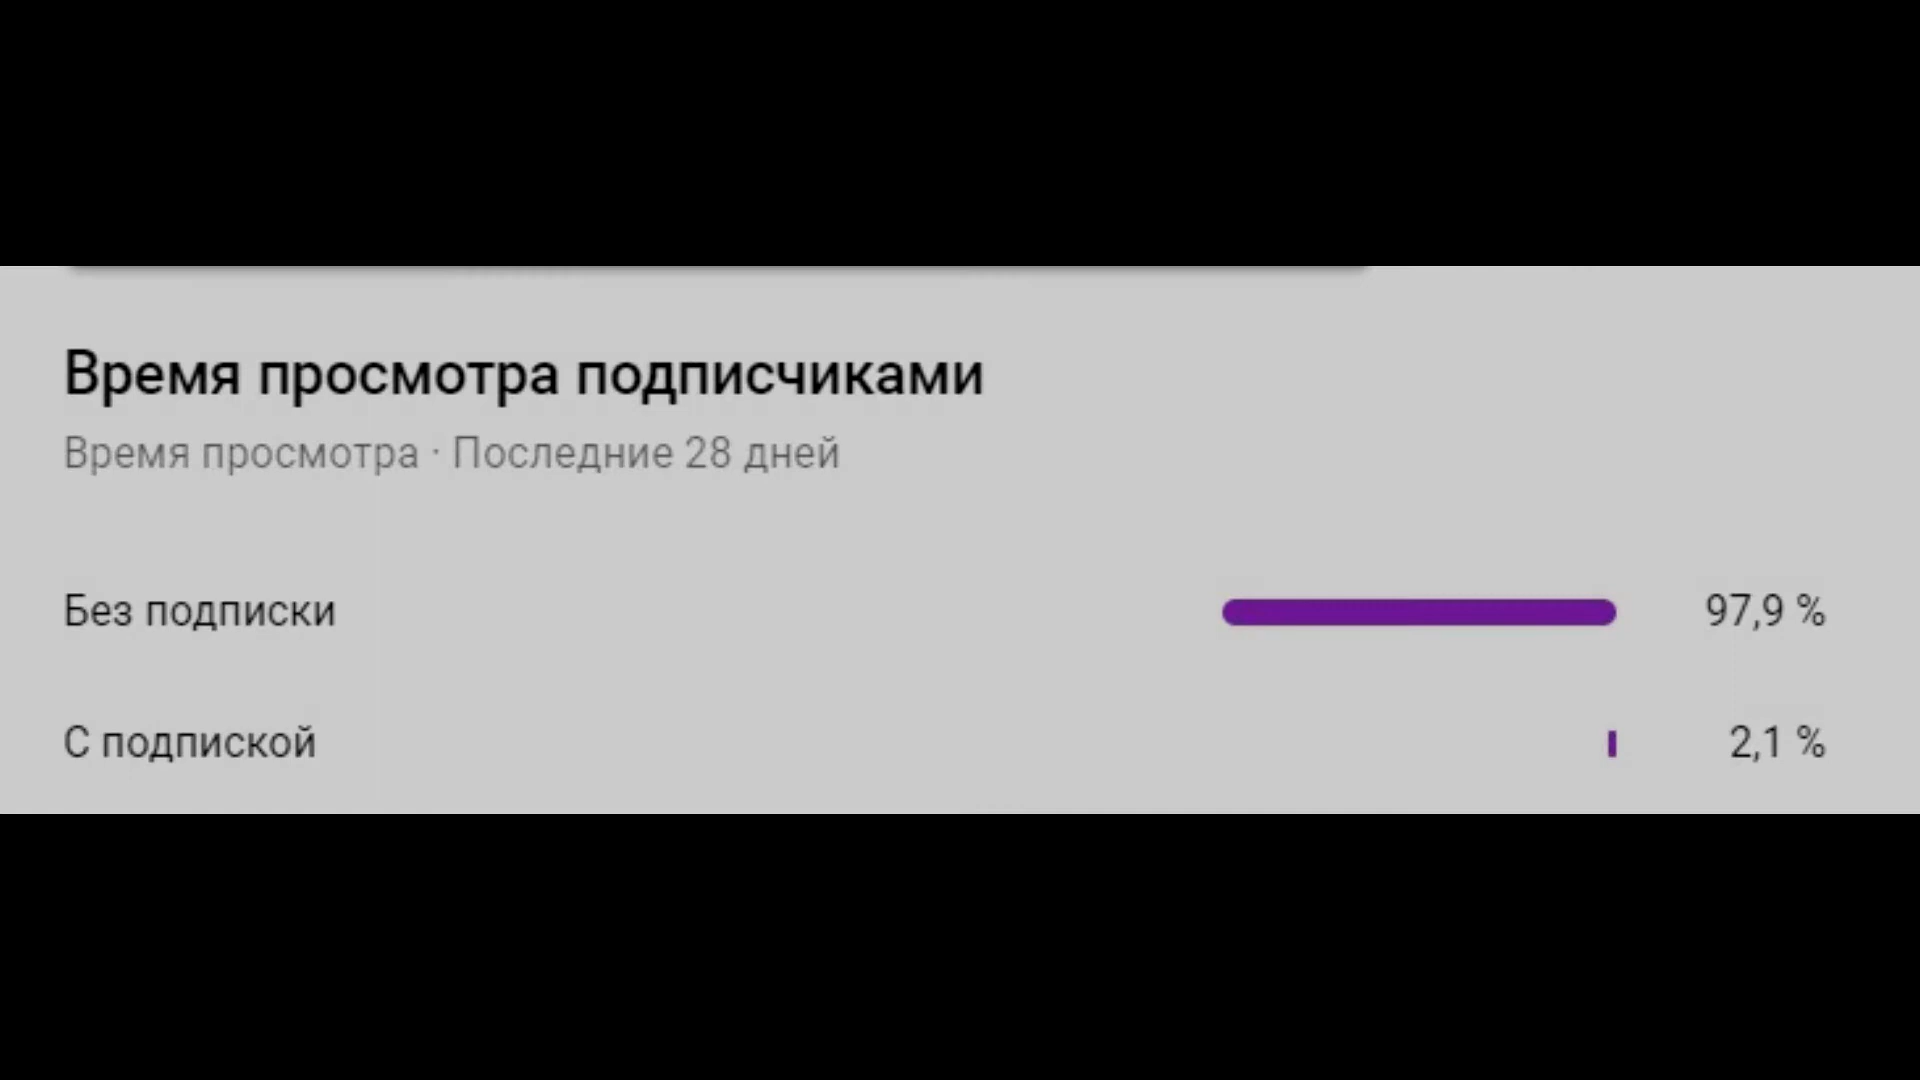 Время просмотра подписчиками
Время просмотра · Последние 28 дней
Без подписки 97,9 %
С подпиской 2,1 %